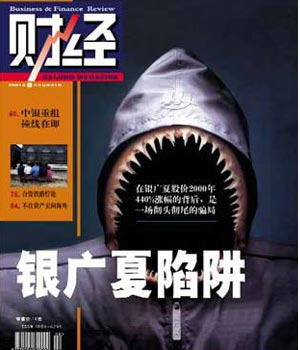 Business & Finance Review
财经
CAIJING MAGAZINE
60. 中银重组
撞线在即
在银广夏股价2000年
440%涨幅的背后，是
一场彻头彻尾的骗局
银广夏陷阱